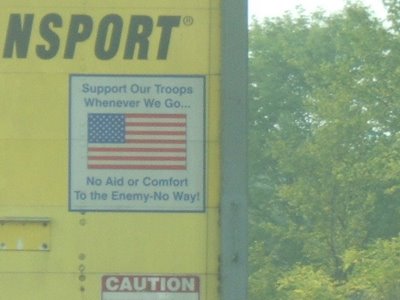 NSPORT®
Support Our Troops
Whenever We Go...
No Aid or Comfort
To the Enemy-No Way!
CAUTION